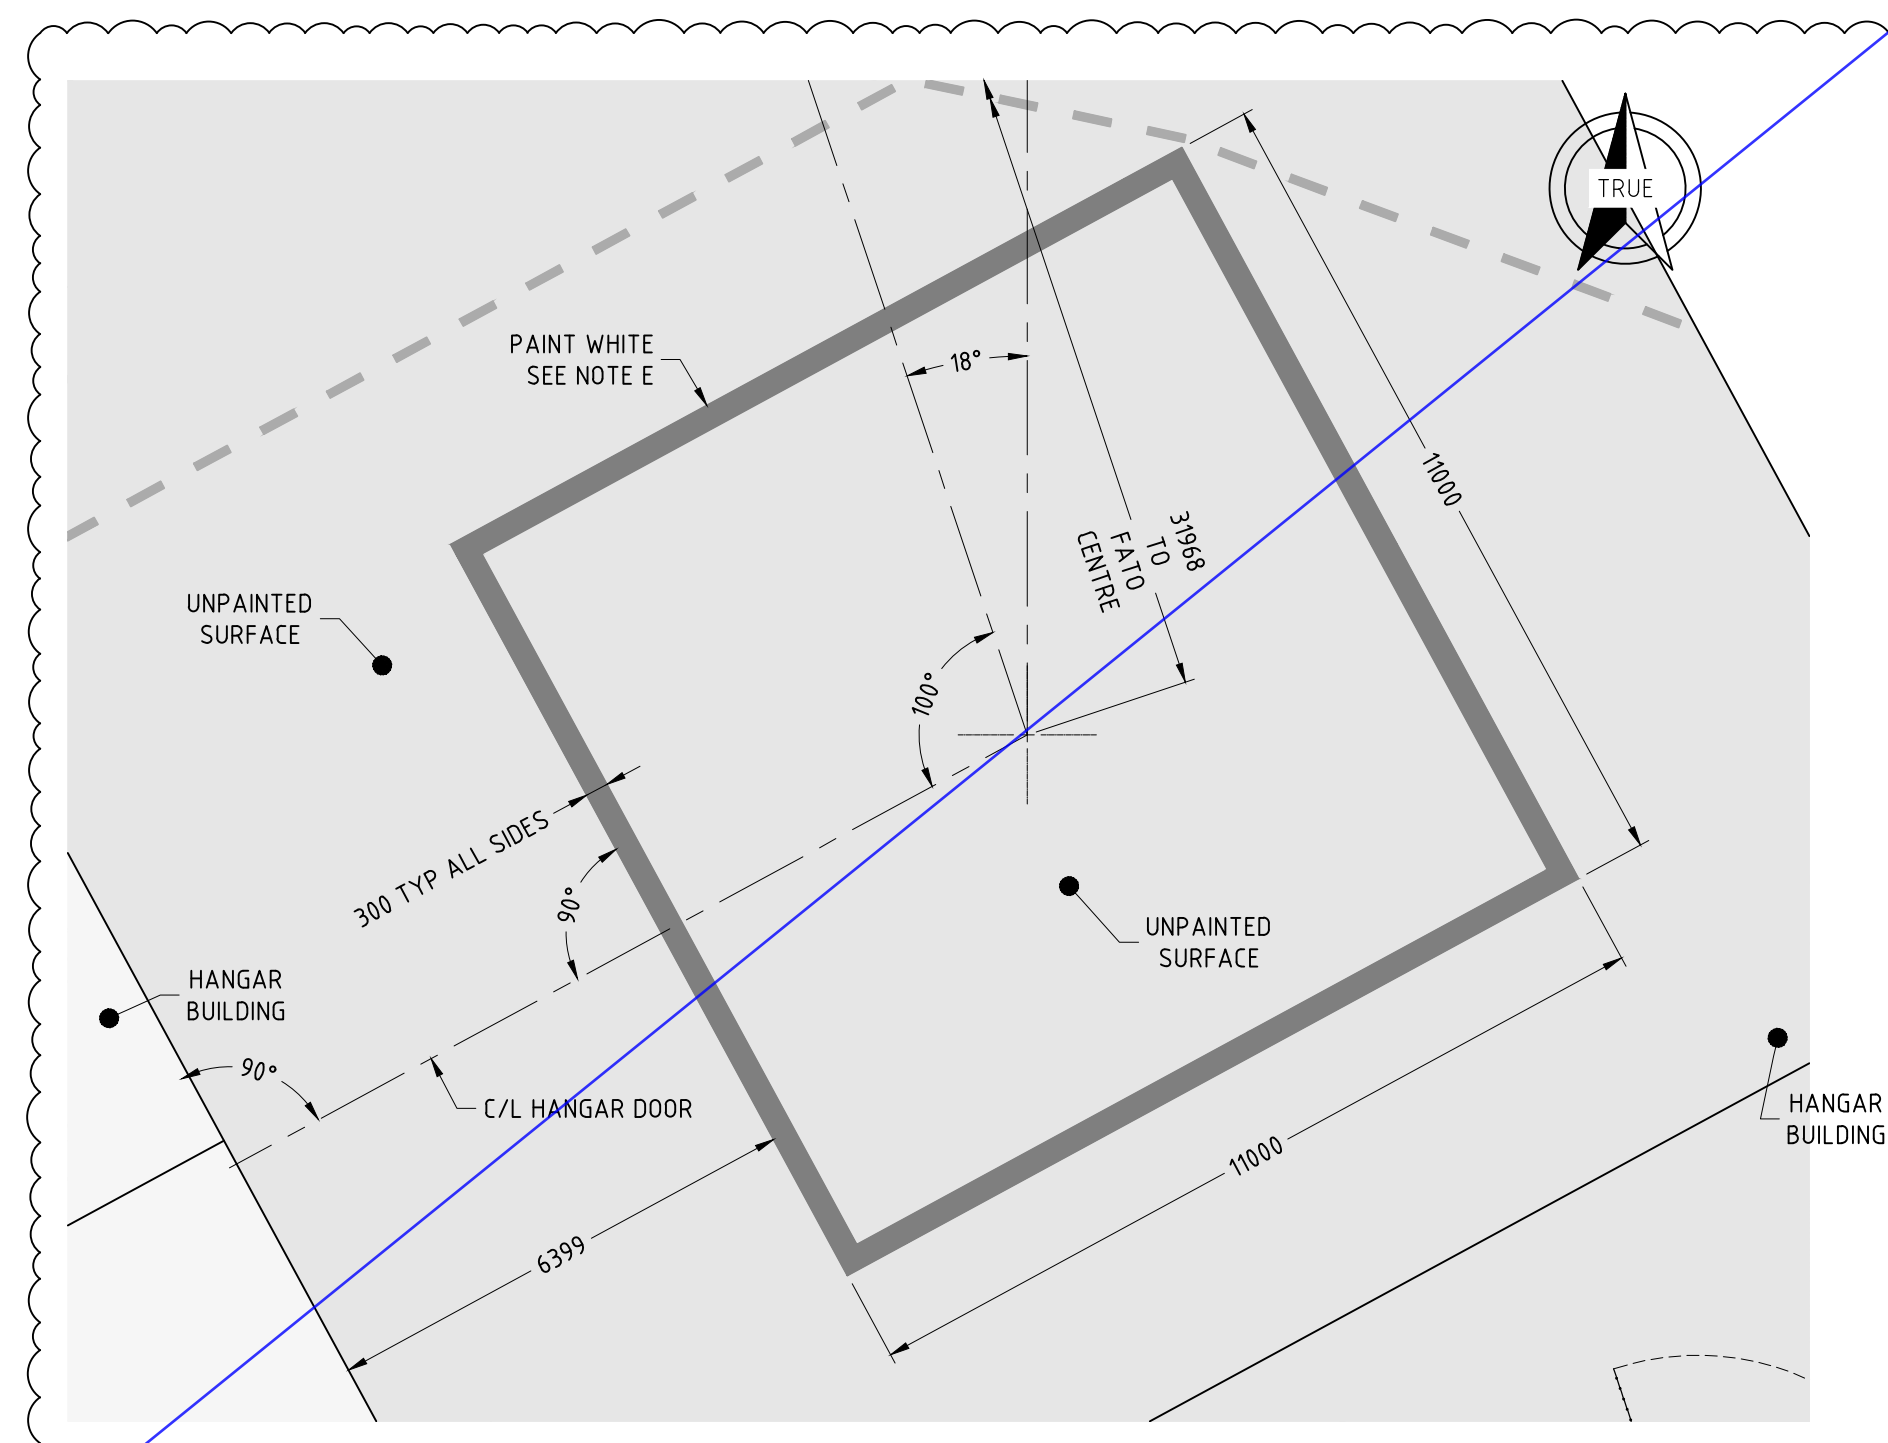 TRUE
PAINT WHITE
SEE NOTE E
18°
11000
31968
TO
FATO
CENTRE
UNPAINTED
SURFACE
100°
300 TYP ALL SIDES
90°
UNPAINTED
SURFACE
HANGAR
BUILDING
90°
C/L HANGAR DOOR
HANGAR
BUILDING
11000
6399